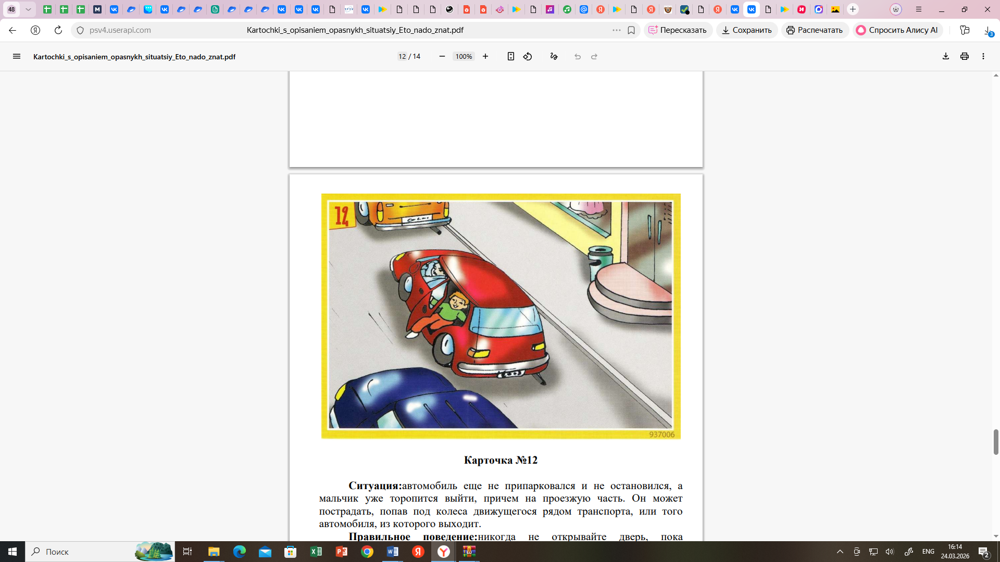 48
psv4.userapi.com
Kartochki_s_opisaniem_opasnykh_situatsiy_Eto_nado_znat.pdf
Пересказать
Сохранить
Распечатать
Спросить Алису AI
3
Kartochki_s_opisaniem_opasnykh_situatsiy_Eto_nado_znat.pdf
12 / 14
100%
12
937006
Карточка №12
Ситуация:автомобиль еще не припарковался и не остановился, а
мальчик уже торопится выйти, причем на проезжую часть. Он может
пострадать, попав под колеса движущегося рядом транспорта, или того
автомобиля, из которого выходит.
Правильное поведение:никогда не открывайте дверь, пока
Поиск
ENG
16:14
24.03.2026
2